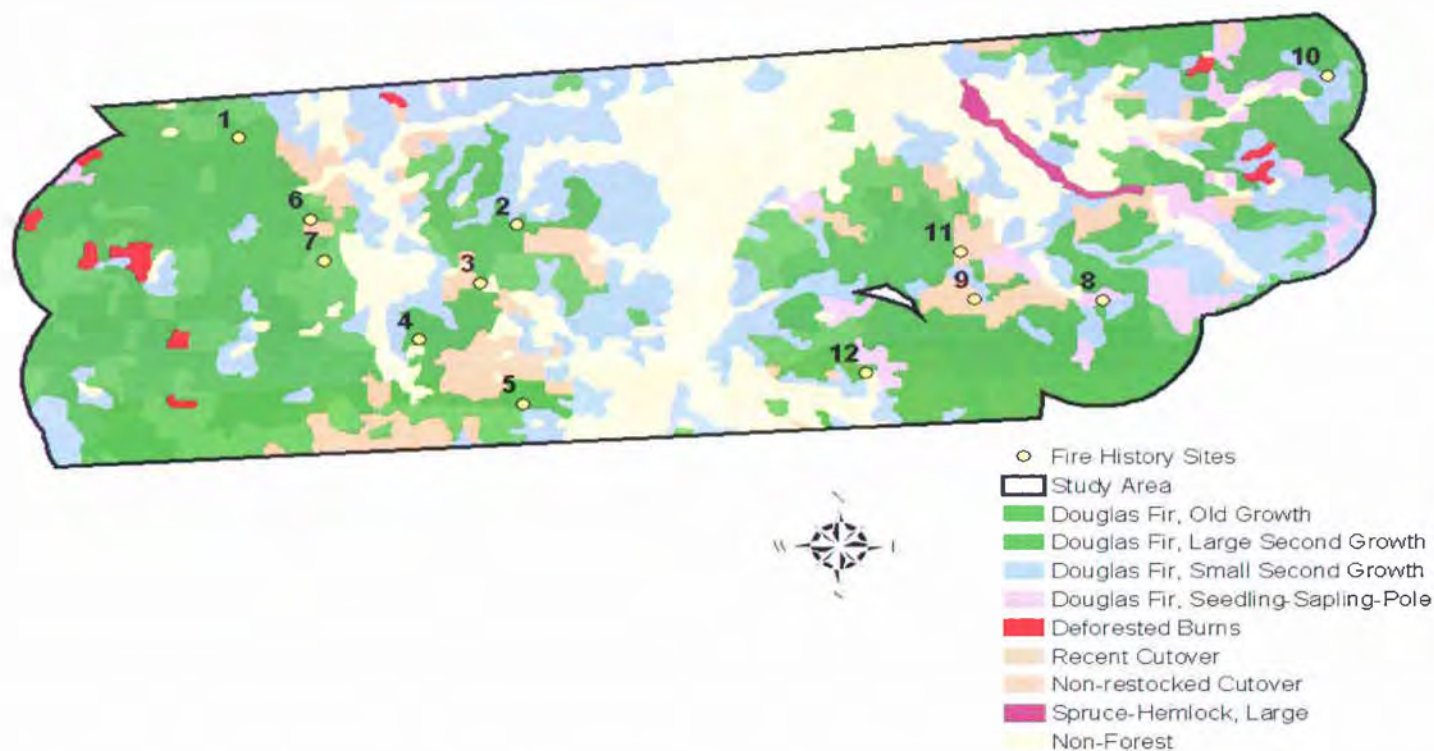 10
1
6
2
7
11
3
9
8
4
12
5
N
W
Fire History Sites
Study Area
Douglas Fir, Old Growth
Douglas Fir, Large Second Growth
Douglas Fir, Small Second Growth
Douglas Fir, Seedling-Sapling-Pole
Deforested Burns
Recent Cutover
Non-restocked Cutover
Spruce-Hemlock, Large
Non-Forest